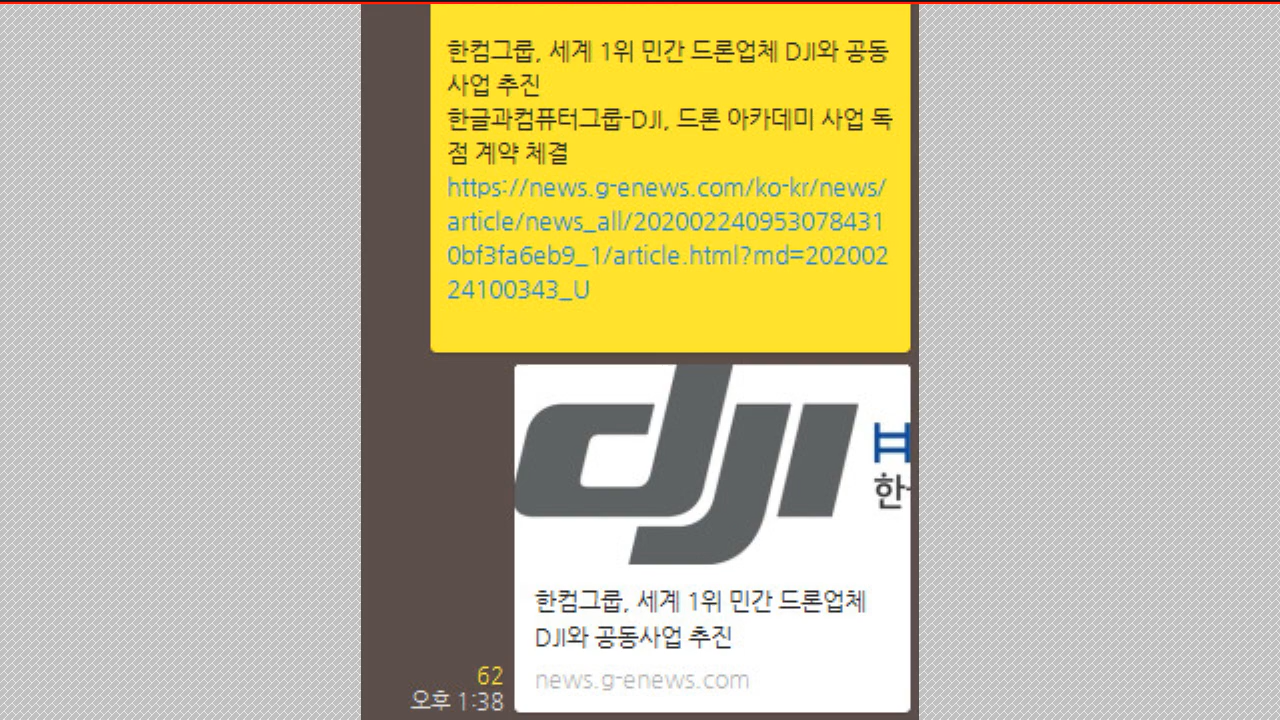 한컴그룹, 세계 1위 민간 드론업체 DJI와 공동
사업 추진
한글과컴퓨터그룹-DJI, 드론 아카데미 사업 독
점 계약 체결
https://news.g-enews.com/ko-kr/news/
article/news_all/202002240953078431
0bf3fa6eb9_1/article.html?md=202002
24100343_U
dji
한
한컴그룹, 세계 1위 민간 드론업체
DJI와 공동사업 추진
news.g-enews.com
62
오후 1:38